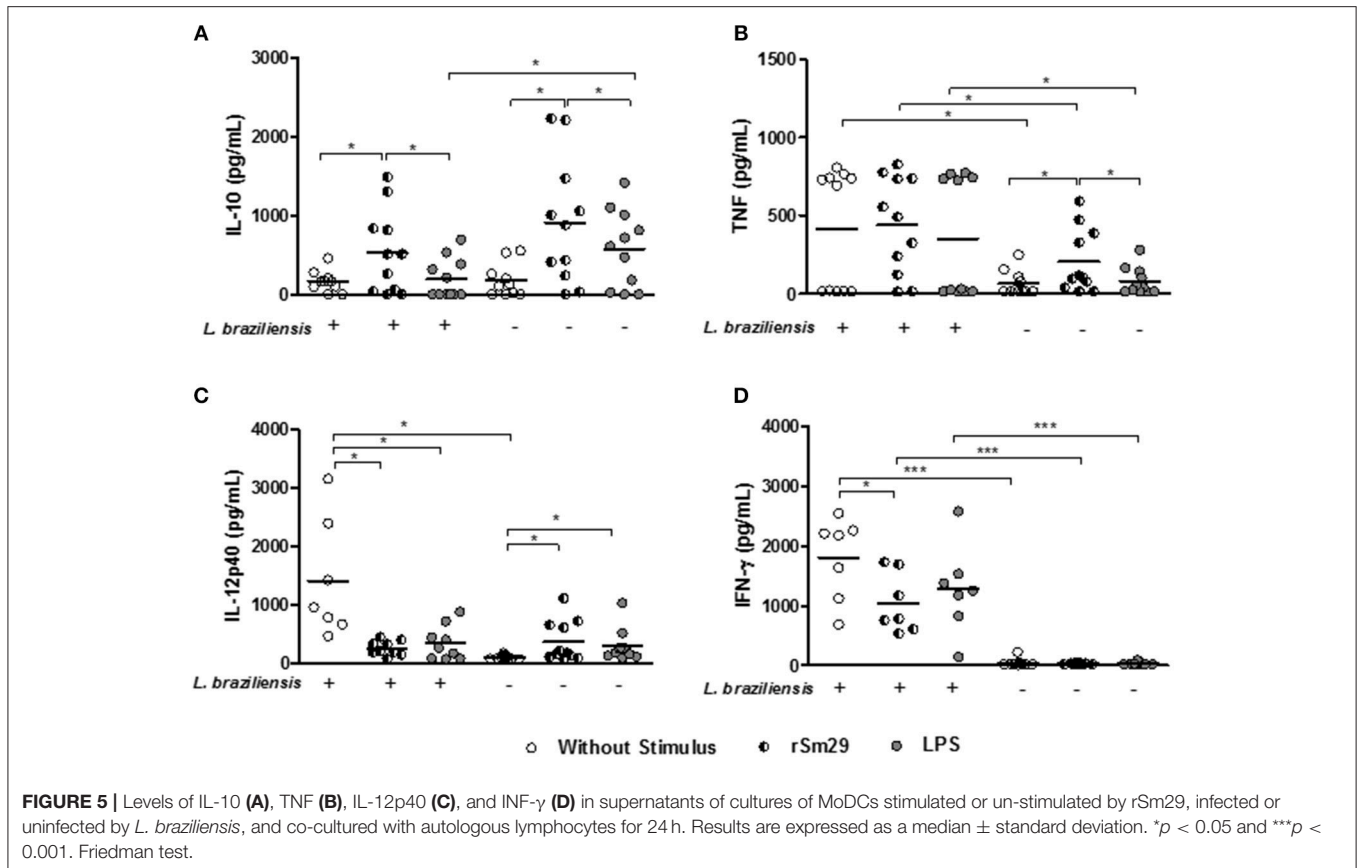 A
3000
2000
1000
0
IL-10 (pg/mL)
*
*
*
*
*
L. braziliensis + + + - - -
B
1500
1000
500
0
TNF (pg/mL)
*
*
*
*
*
L. braziliensis + + + - - -
C
4000
3000
2000
1000
0
IL-12p40 (pg/mL)
*
*
*
*
*
L. braziliensis + + + - - -
D
4000
3000
2000
1000
0
IFN-γ (pg/mL)
***
***
***
*
L. braziliensis + + + - - -
Without Stimulus rSm29 LPS
FIGURE 5 | Levels of IL-10 (A), TNF (B), IL-12p40 (C), and INF-γ (D) in supernatants of cultures of MoDCs stimulated or un-stimulated by rSm29, infected or
uninfected by L. braziliensis, and co-cultured with autologous lymphocytes for 24 h. Results are expressed as a median ± standard deviation. *p < 0.05 and ***p <
0.001. Friedman test.